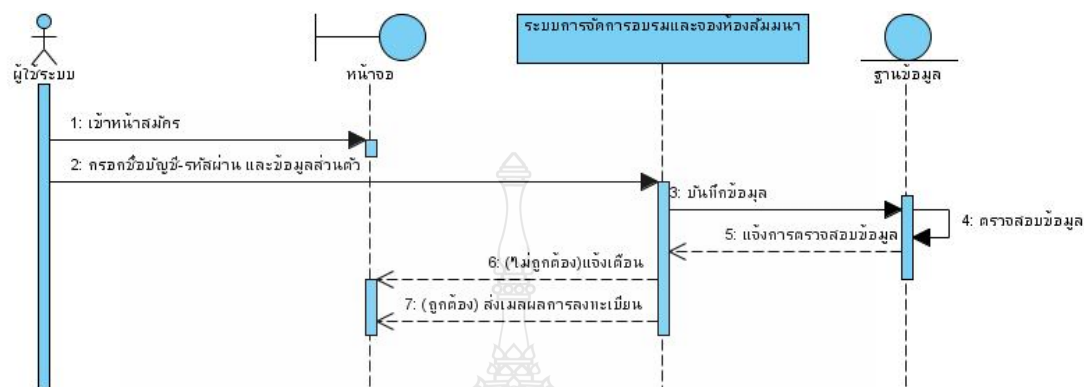 ระบบการจัดการอบรมและจองห้องสัมมนา
ผู้ใช้ระบบ
หน้าจอ
ฐานข้อมูล
1: เข้าหน้าสมัคร
2: กรอกชื่อบัญชี-รหัสผ่าน และข้อมูลส่วนตัว
3: บันทึกข้อมุล
4: ตรวจสอบข้อมูล
5: แจ้งการตรวจสอบข้อมูล
6: (*ไม่ถูกต้อง)แจ้งเตือน
7: (ถูกต้อง) ส่งเมลผลการลงทะเบียน